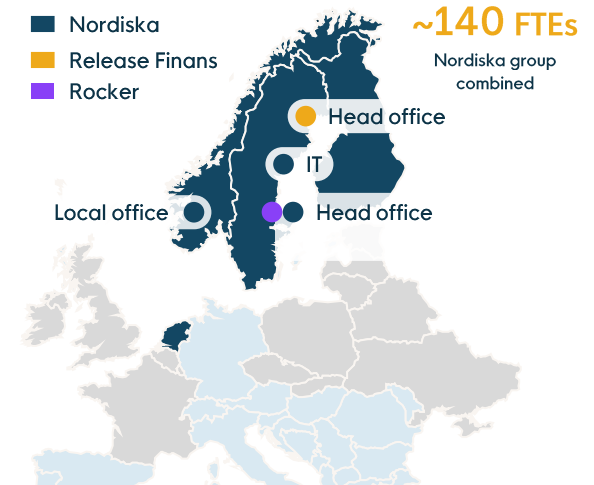 Nordiska
Release Finans
Rocker
~140 FTEs
Nordiska group
combined
Head office
IT
Local office
Head office